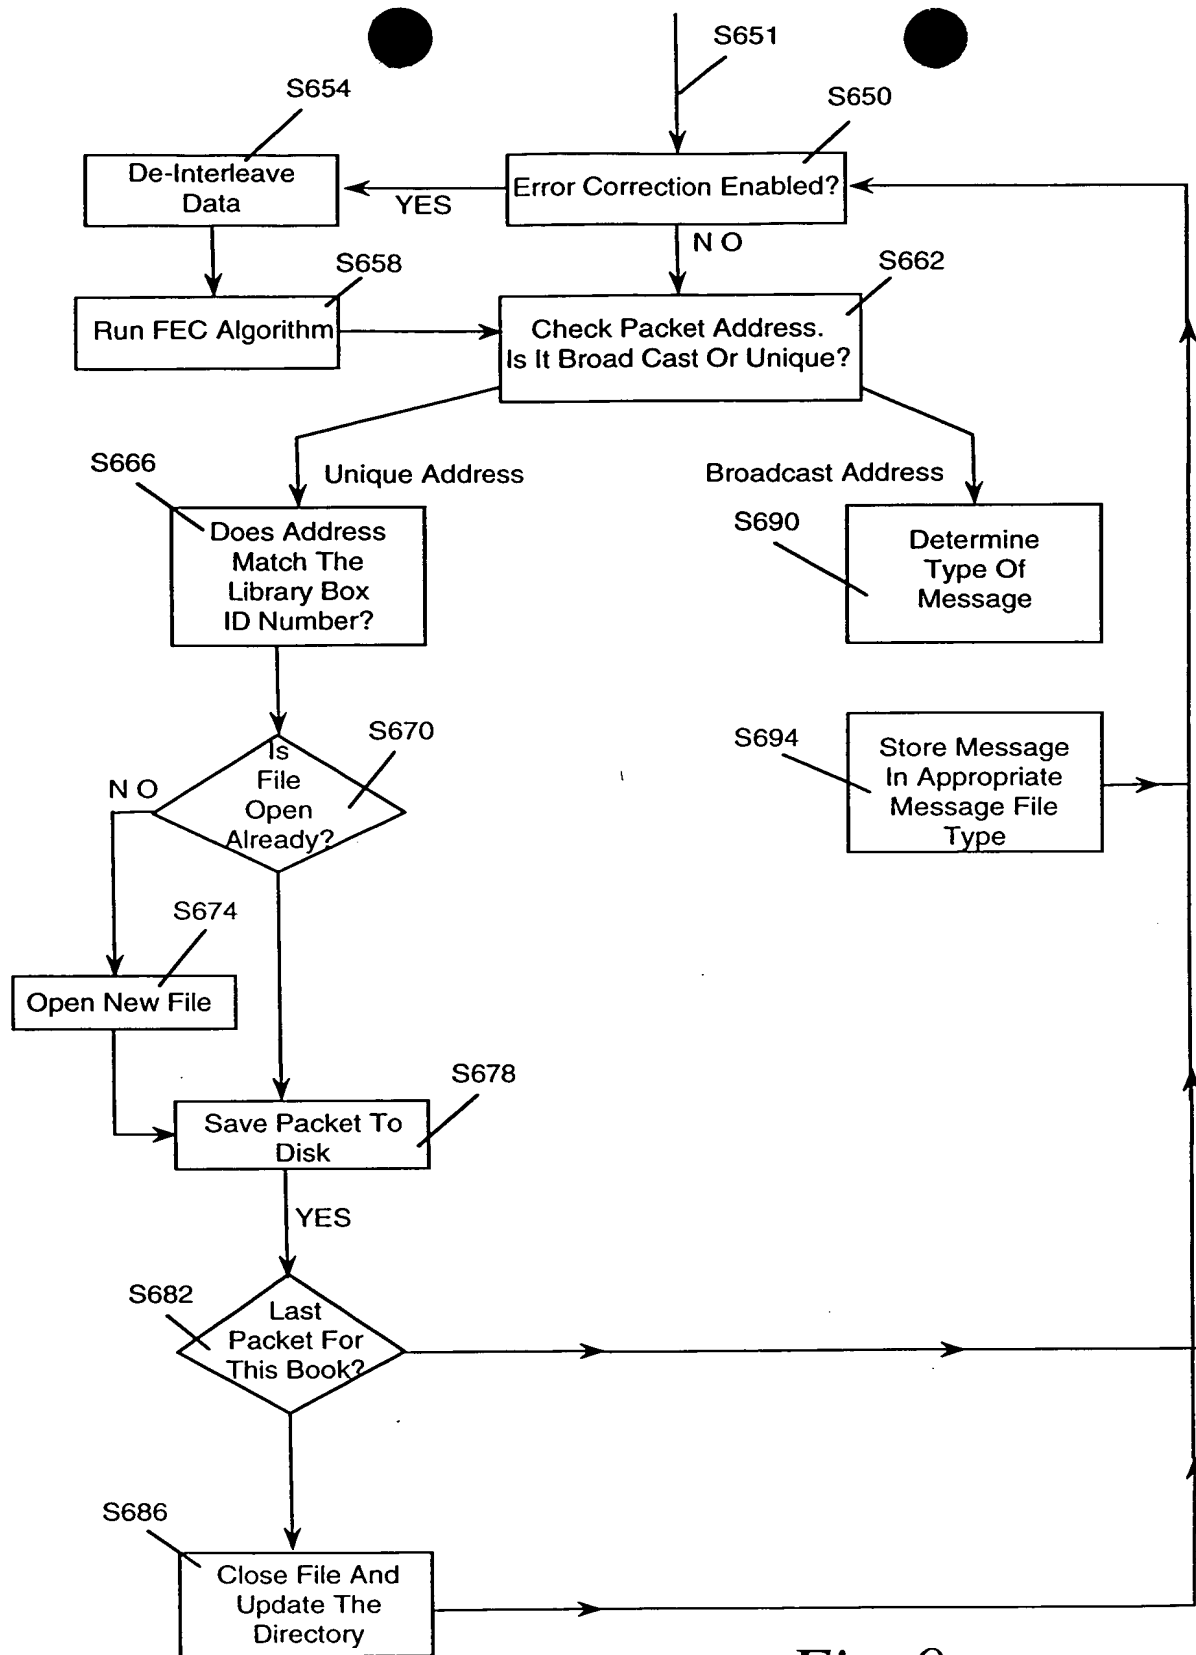 S651
S654
S650
De-Interleave
Data
YES
Error Correction Enabled?
N O
S658
S662
Run FEC Algorithm
Check Packet Address.
Is It Broad Cast Or Unique?
S666
Unique Address
Broadcast Address
Does Address
Match The
Library Box
ID Number?
S690
Determine
Type Of
Message
S670
Is
File
Open
Already?
N O
S694
Store Message
In Appropriate
Message File
Type
S674
Open New File
S678
Save Packet To
Disk
YES
S682
Last
Packet For
This Book?
S686
Close File And
Update The
Directory